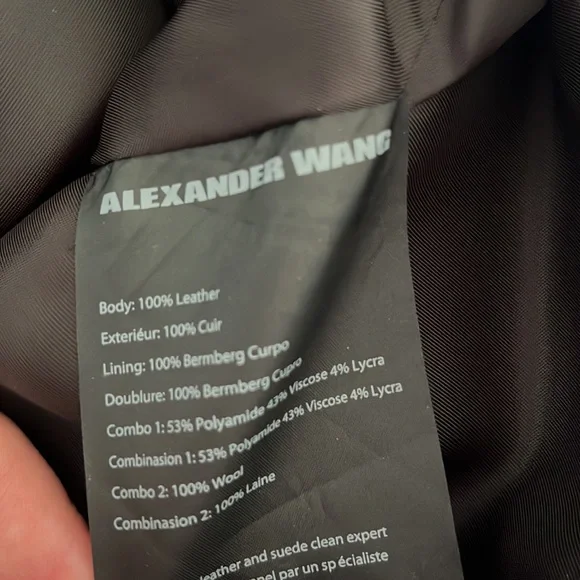 ALEXANDER WANG
Body: 100% Leather
Exteriéur: 100% Cuir
Lining: 100% Bermberg Curpo
Doublure: 100% Bermberg Cupro
Combo 1: 53% Polyamide 43% Viscose 4% Lycra
Combinasion 1: 53% Polyamide 43% Viscose 4% Lycra
Combo 2: 100% Wool
Combinasion 2: 100% Laine
leather and suede clean expert
par un sp écialiste